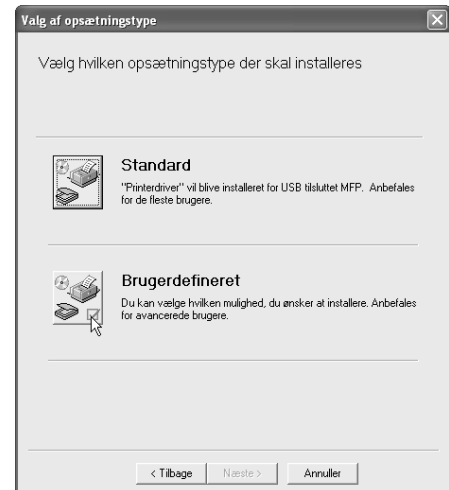 Valg af opsætningstype
Vælg hvilken opsætningstype der skal installeres
Standard
"Printerdriver" vil blive installeret for USB tilsluttet MFP. Anbefales
for de fleste brugere.
Brugerdefineret
Du kan vælge hvilken mulighed, du ønsker at installere. Anbefales
for avancerede brugere.
< Tilbage
Næste >
Annuller